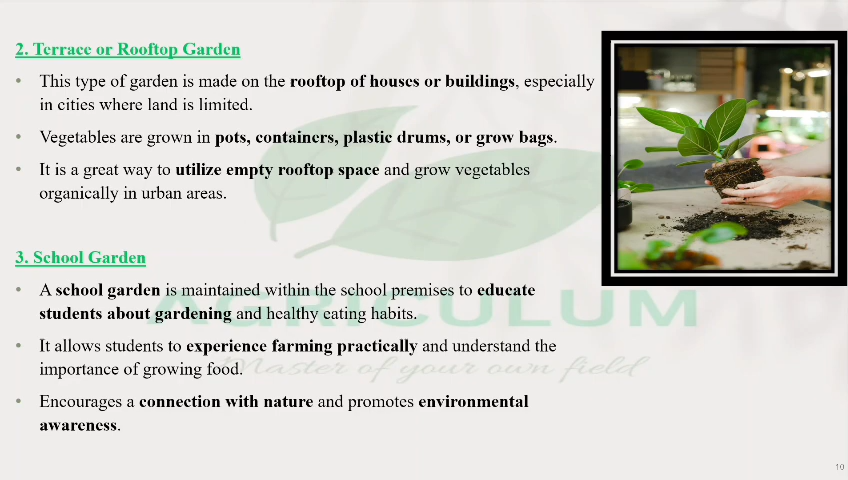 2. Terrace or Rooftop Garden
• This type of garden is made on the rooftop of houses or buildings, especially
in cities where land is limited.
• Vegetables are grown in pots, containers, plastic drums, or grow bags.
• It is a great way to utilize empty rooftop space and grow vegetables
organically in urban areas.
3. School Garden
• A school garden is maintained within the school premises to educate
students about gardening and healthy eating habits.
AGRICULUM
• It allows students to experience farming practically and understand the
importance of growing food.
Master of your own field
• Encourages a connection with nature and promotes environmental
awareness.
10